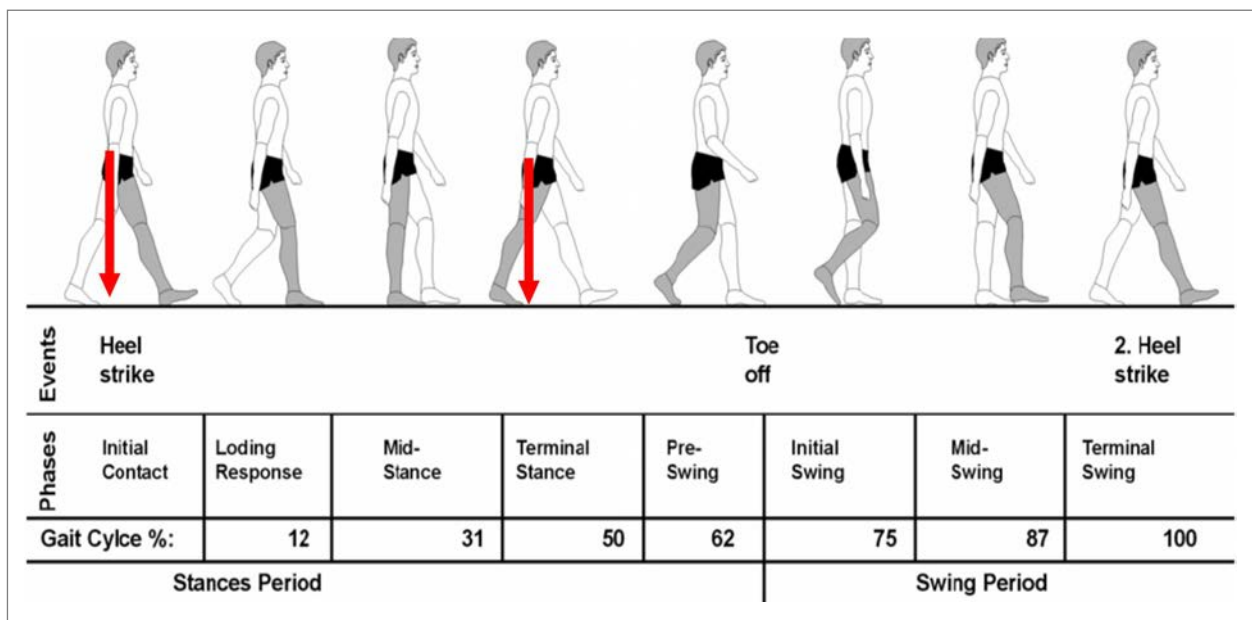 Events
Heel
strike
Toe
off
2. Heel
strike
Phases
Initial
Contact
Loding
Response
Mid-
Stance
Terminal
Stance
Pre-
Swing
Initial
Swing
Mid-
Swing
Terminal
Swing
Gait Cylce %: 12 31 50 62 75 87 100
Stances Period Swing Period